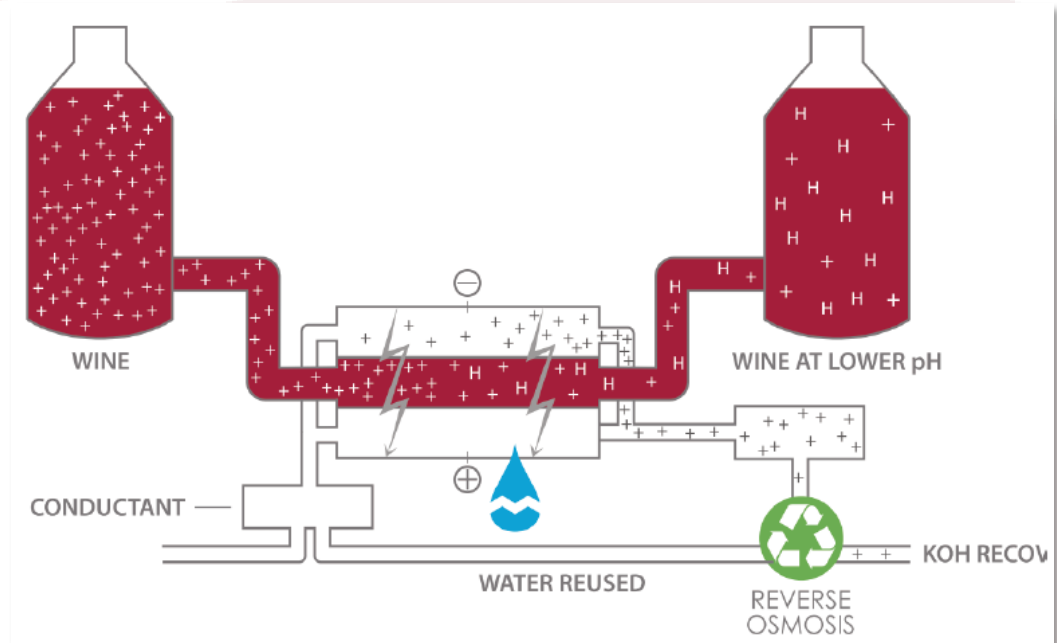 WINE
WINE AT LOWER pH
CONDUCTANT
KOH RECOV
WATER REUSED
REVERSE
OSMOSIS